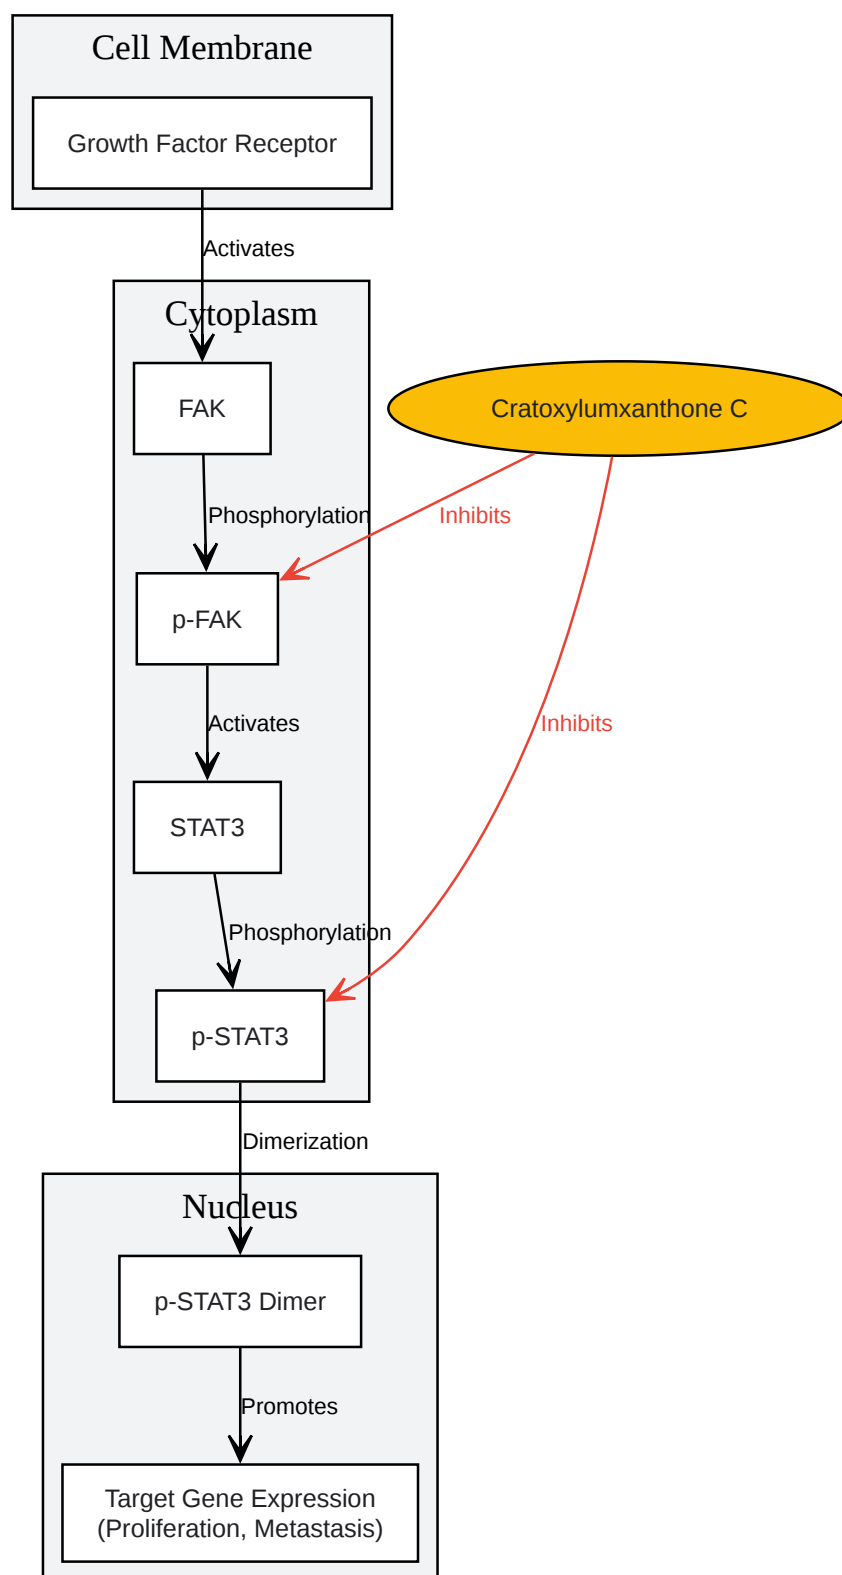 Cell Membrane
Growth Factor Receptor
Activates
Cytoplasm
FAK
Cratoxylumxanthone C
Phosphorylation
Inhibits
p-FAK
Activates
Inhibits
STAT3
Phosphorylation
p-STAT3
Dimerization
Nucleus
p-STAT3 Dimer
Promotes
Target Gene Expression
(Proliferation, Metastasis)